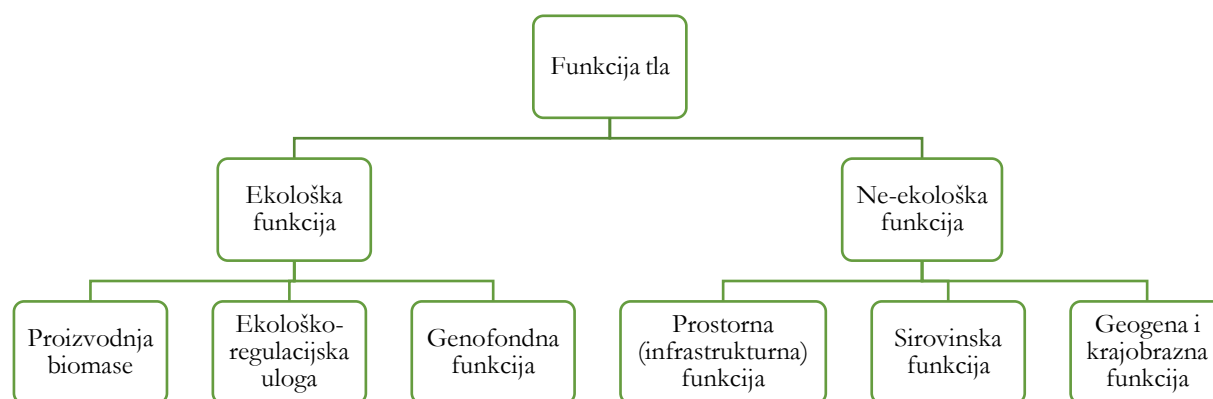 Funkcija tla
Ekološka
funkcija
Ne-ekološka
funkcija
Proizvodnja
biomase
Ekološko-
regulacijska
uloga
Genofondna
funkcija
Prostorna
(infrastrukturna)
funkcija
Sirovinska
funkcija
Geogena i
krajobrazna
funkcija